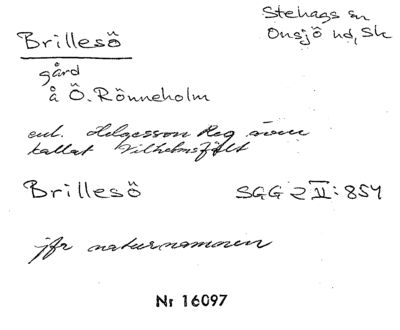 Brillesö
Stehags sn
Onsjö hd, Sk
gård
å Ö. Rönneholm
enl. Helgesson Reg även
kallat Vilhelmsfält
Brillesö SGG 2 II: 854
jfr naturnamnen
Nr 16097